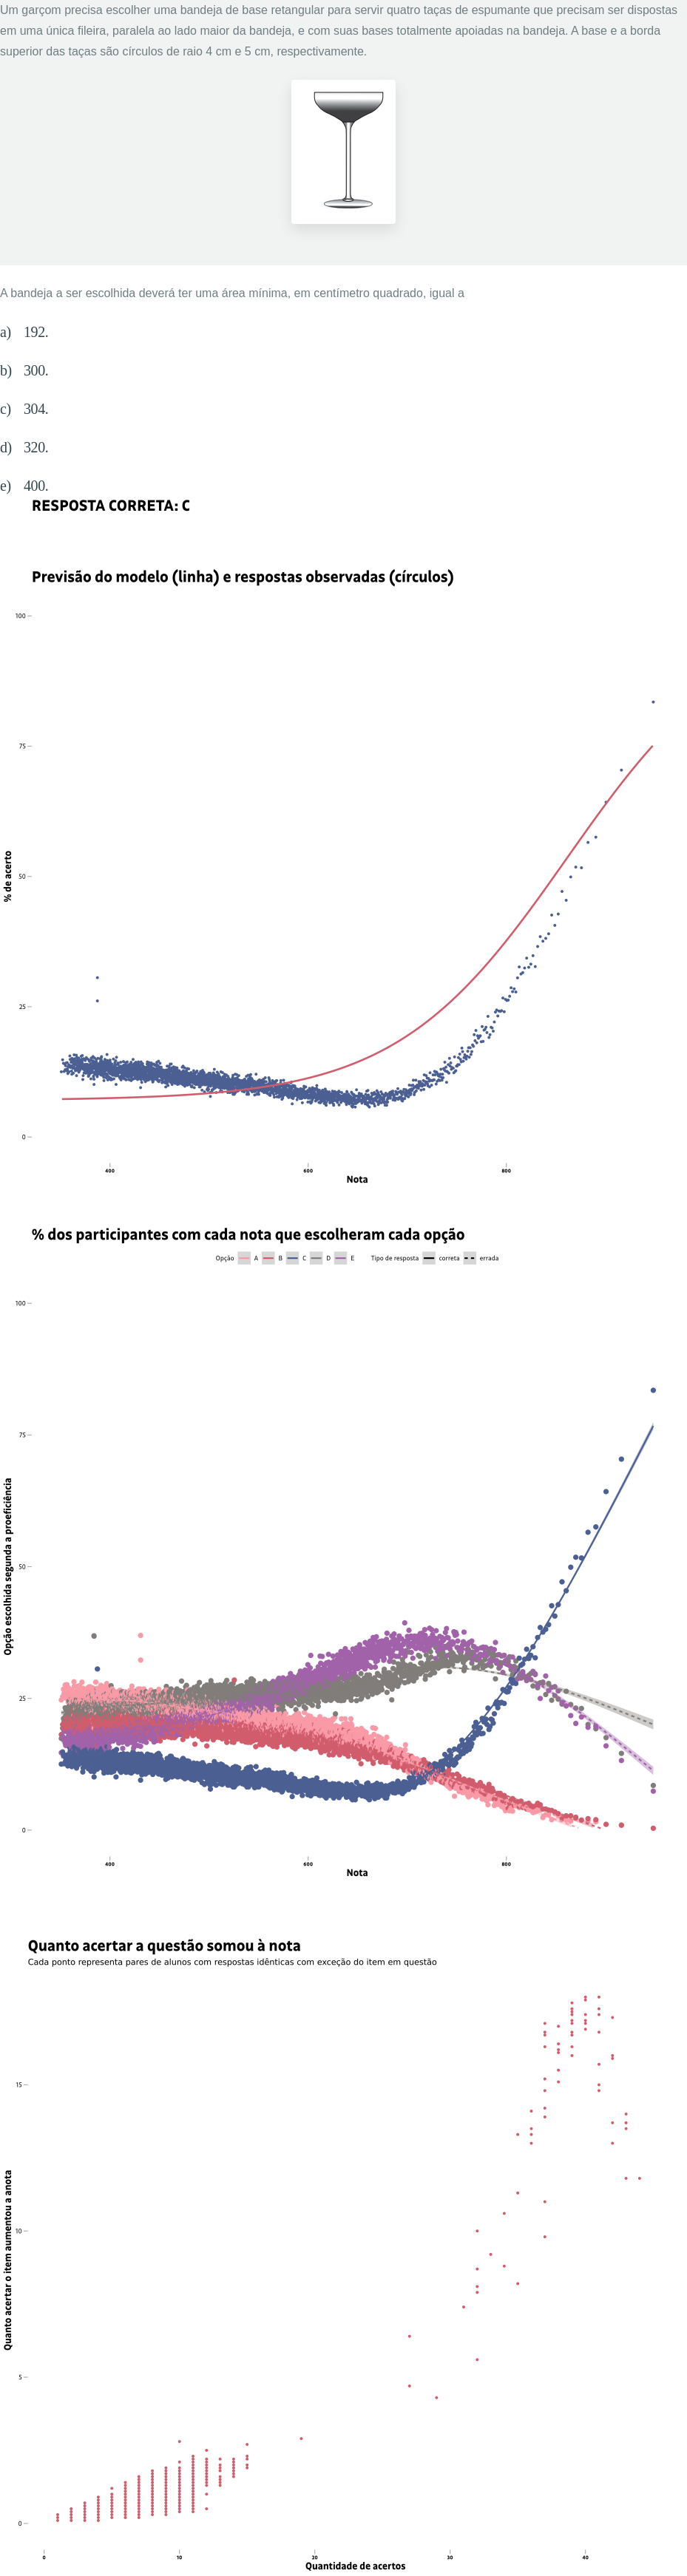 Um garçom precisa escolher uma bandeja de base retangular para servir quatro taças de espumante que precisam ser dispostas
em uma única fileira, paralela ao lado maior da bandeja, e com suas bases totalmente apoiadas na bandeja. A base e a borda
superior das taças são círculos de raio 4 cm e 5 cm, respectivamente.
A bandeja a ser escolhida deverá ter uma área mínima, em centímetro quadrado, igual a
a) 192.
b) 300.
c) 304.
d) 320.
e) 400.
RESPOSTA CORRETA: C
Previsão do modelo (linha) e respostas observadas (círculos)
100
75
% de acerto
50
25
0
400 600 800
Nota
% dos participantes com cada nota que escolheram cada opção
Opção A B C D E Tipo de resposta correta errada
100
75
Opção escolhida segunda a proeficiência
50
25
0
400 600 800
Nota
Quanto acertar a questão somou à nota
Cada ponto representa pares de alunos com respostas idênticas com exceção do item em questão
15
Quanto acertar o item aumentou a anota
10
5
0
0 10 20 30 40
Quantidade de acertos